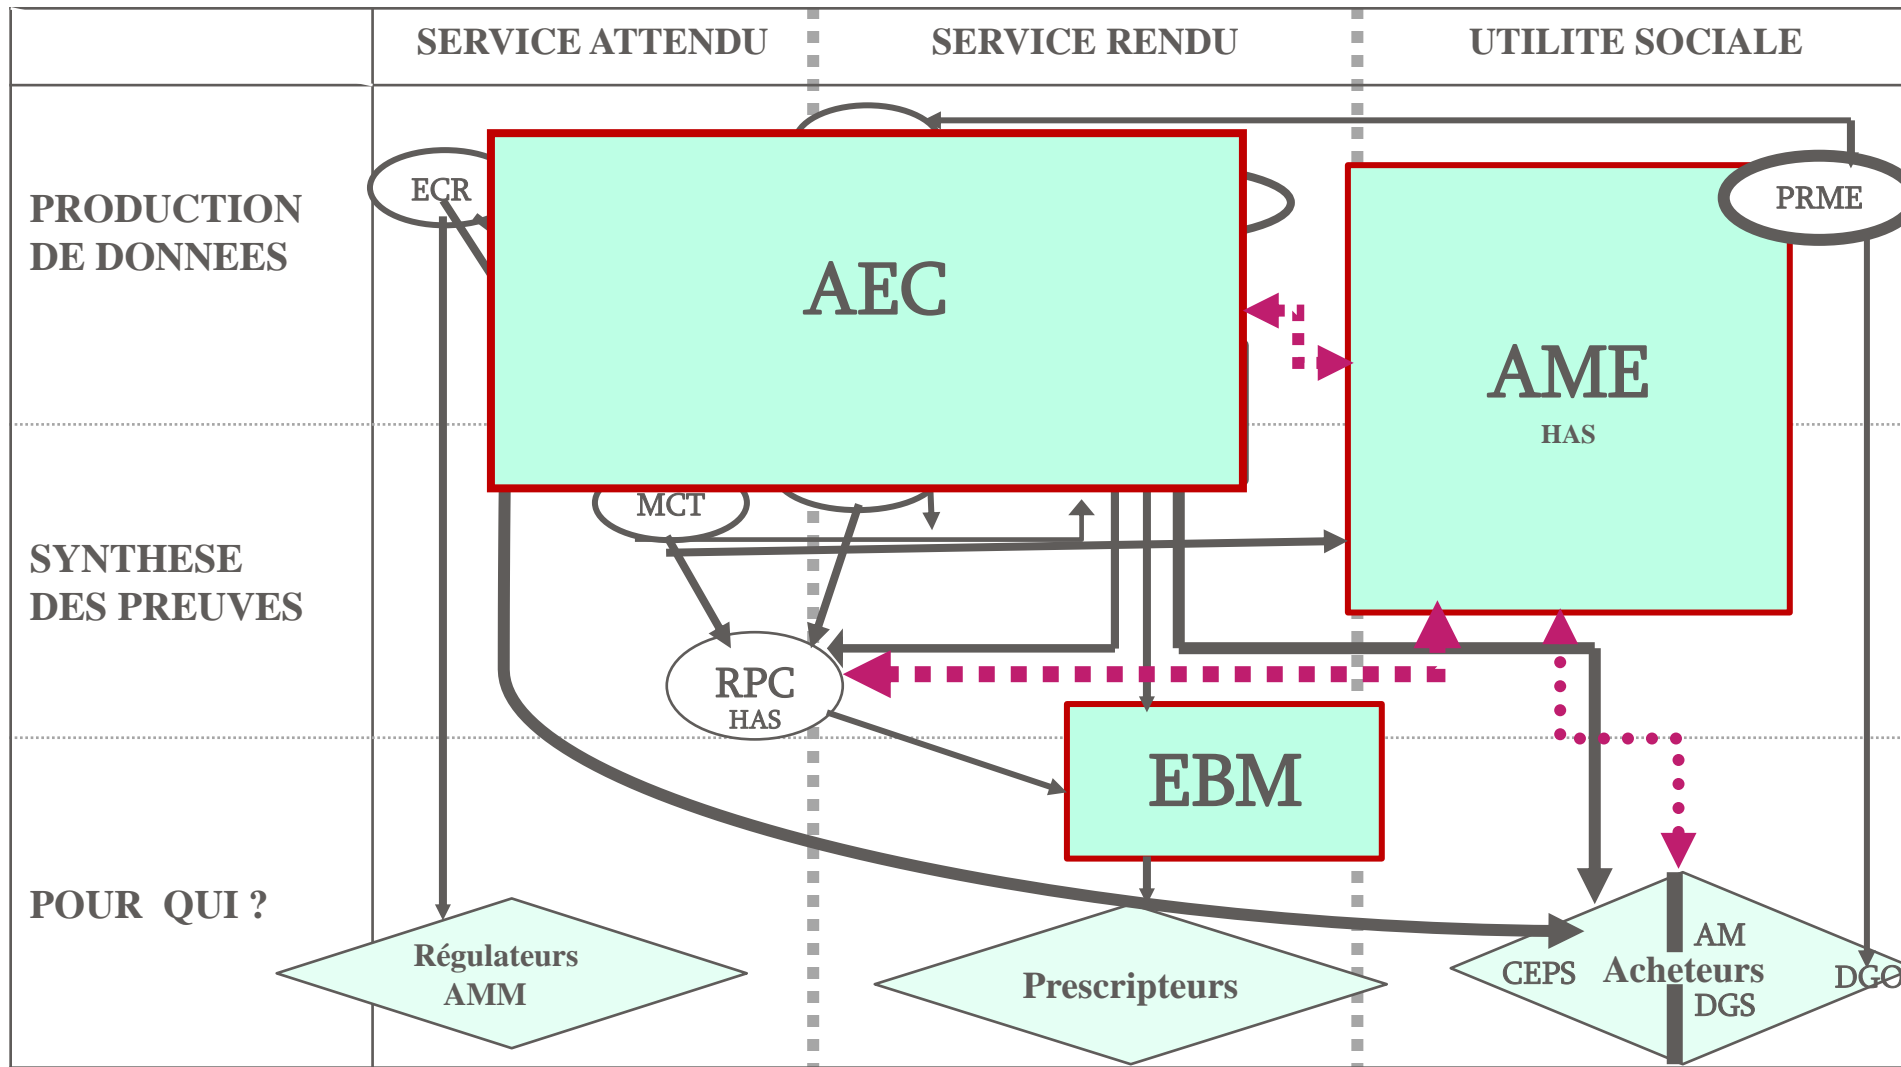 SERVICE ATTENDU
SERVICE RENDU
UTILITE SOCIALE
PRODUCTION
DE DONNEES
ECR
AEC
PRME
AME
HAS
SYNTHESE
DES PREUVES
MCT
RPC
HAS
EBM
POUR QUI ?
Régulateurs
AMM
Prescripteurs
AM
CEPS
Acheteurs
DGS